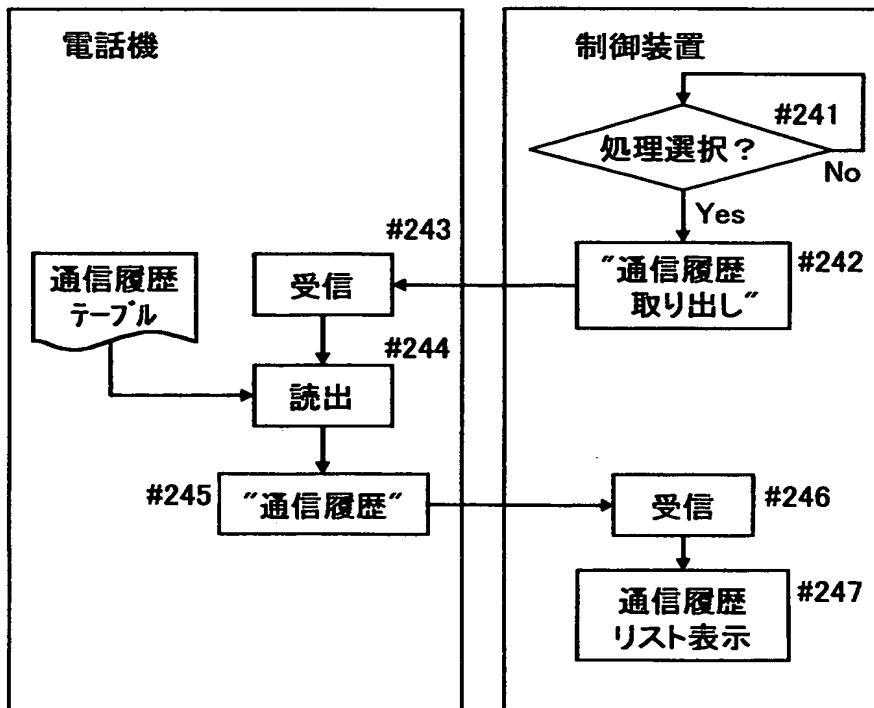 電話機
制御装置
#241
処理選択?
No
Yes
#243
受信
"通信履歴
取り出し"
#242
通信履歴
テーブル
#244
読出
#245
"通信履歴"
受信
#246
通信履歴
リスト表示
#247